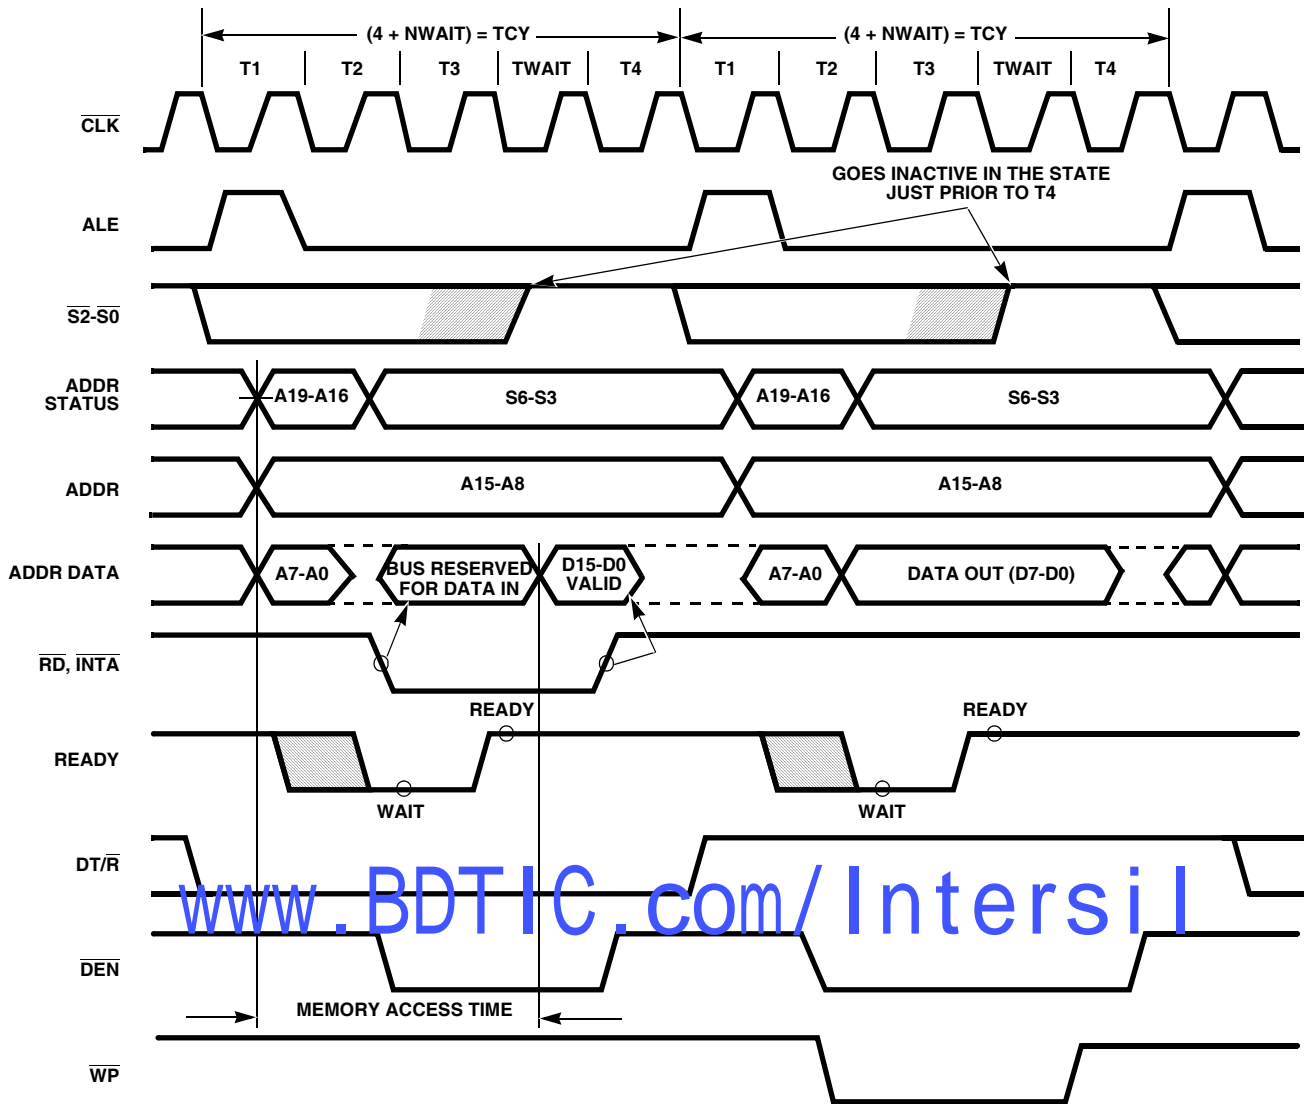 (4 + NWAIT) = TCY (4 + NWAIT) = TCY
T1 T2 T3 TWAIT T4 T1 T2 T3 TWAIT T4
CLK
GOES INACTIVE IN THE STATE
JUST PRIOR TO T4
ALE
S2-S0
ADDR
STATUS
A19-A16 S6-S3 A19-A16 S6-S3
ADDR A15-A8 A15-A8
ADDR DATA A7-A0
BUS RESERVED
FOR DATA IN
D15-D0
VALID
A7-A0 DATA OUT (D7-D0)
RD, INTA
READY READY
READY
WAIT WAIT
DT/R
www.BDTIC.com/Intersil
DEN
MEMORY ACCESS TIME
WP